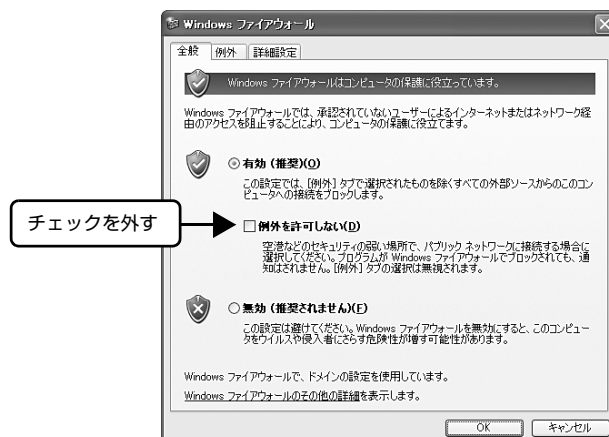 Windows ファイアウォール
全般 例外 詳細設定
Windows ファイアウォールはコンピュータの保護に役立っています。
Windows ファイアウォールでは、承認されていないユーザーによるインターネットまたはネットワーク経
由のアクセスを阻止することにより、コンピュータの保護に役立てます。
有効 (推奨)(O)
この設定では、[例外] タブで選択されたものを除くすべての外部ソースからのこのコン
ピュータへの接続をブロックします。
チェックを外す
例外を許可しない(D)
空港などのセキュリティの弱い場所で、パブリック ネットワークに接続する場合に
選択してください。プログラムが Windows ファイアウォールでブロックされても、通
知はされません。[例外] タブの選択は無視されます。
無効 (推奨されません)(F)
この設定は避けてください。Windows ファイアウォールを無効にすると、このコンピュー
タをウイルスや侵入者にさらす危険性が増す可能性があります。
Windows ファイアウォールで、ドメインの設定を使用しています。
Windows ファイアウォールのその他の詳細を表示します。
OK キャンセル